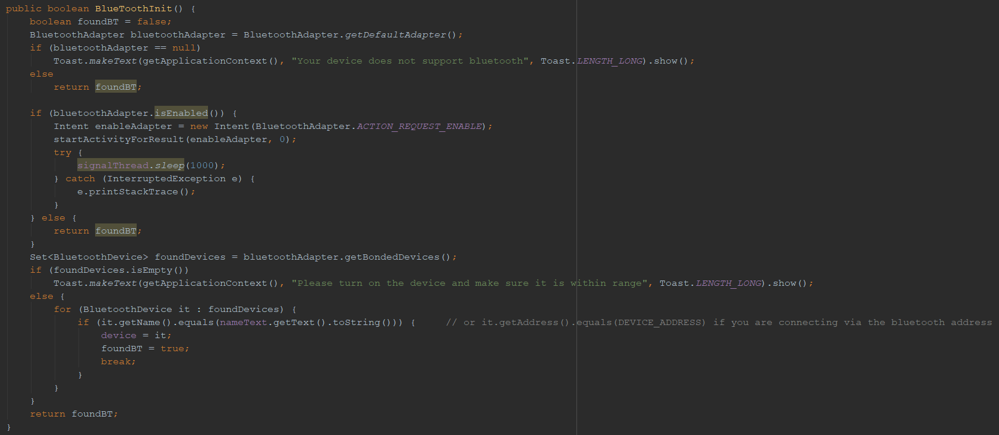 public boolean BlueToothInit() {
    boolean foundBT = false;
    BluetoothAdapter bluetoothAdapter = BluetoothAdapter.getDefaultAdapter();
    if (bluetoothAdapter == null)
        Toast.makeText(getApplicationContext(), "Your device does not support bluetooth", Toast.LENGTH_LONG).show();
    else
        return foundBT;

    if (bluetoothAdapter.isEnabled()) {
        Intent enableAdapter = new Intent(BluetoothAdapter.ACTION_REQUEST_ENABLE);
        startActivityForResult(enableAdapter, 0);
        try {
            signalThread.sleep(1000);
        } catch (InterruptedException e) {
            e.printStackTrace();
        }
    } else {
        return foundBT;
    }
    Set<BluetoothDevice> foundDevices = bluetoothAdapter.getBondedDevices();
    if (foundDevices.isEmpty())
        Toast.makeText(getApplicationContext(), "Please turn on the device and make sure it is within range", Toast.LENGTH_LONG).show();
    else {
        for (BluetoothDevice it : foundDevices) {
            if (it.getName().equals(nameText.getText().toString())) {     // or it.getAddress().equals(DEVICE_ADDRESS) if you are connecting via the bluetooth address
                device = it;
                foundBT = true;
                break;
            }
        }
    }
    return foundBT;
}